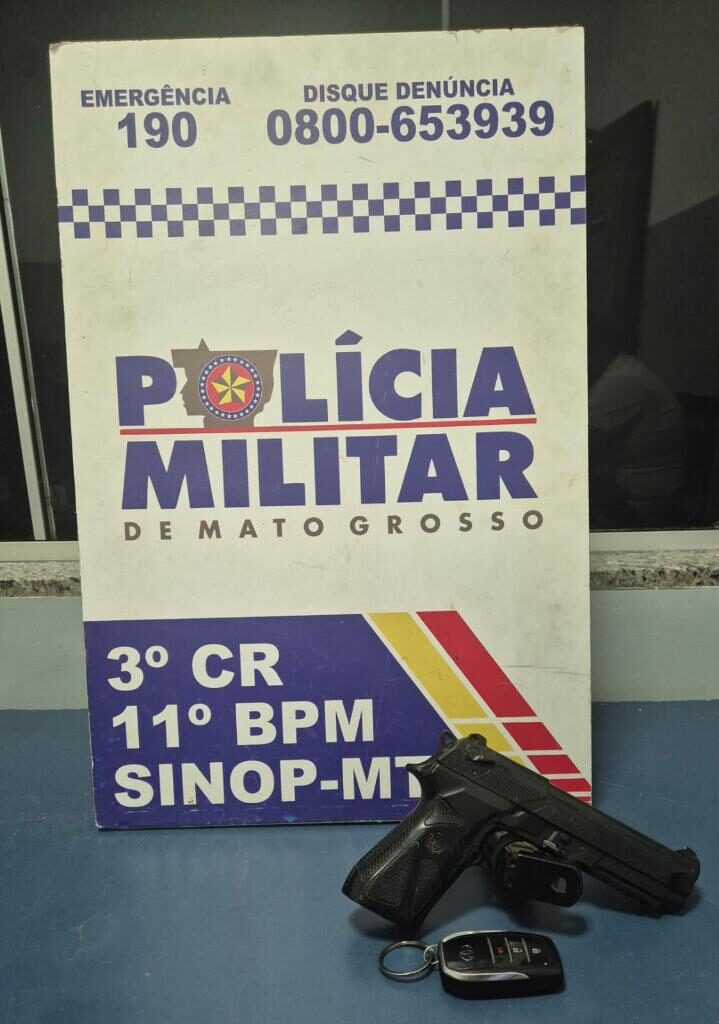 EMERGÊNCIA
190
DISQUE DENÚNCIA
0800-653939
POLÍCIA
MILITAR
DE MATO GROSSO
3º CR
11º BPM
SINOP-MT